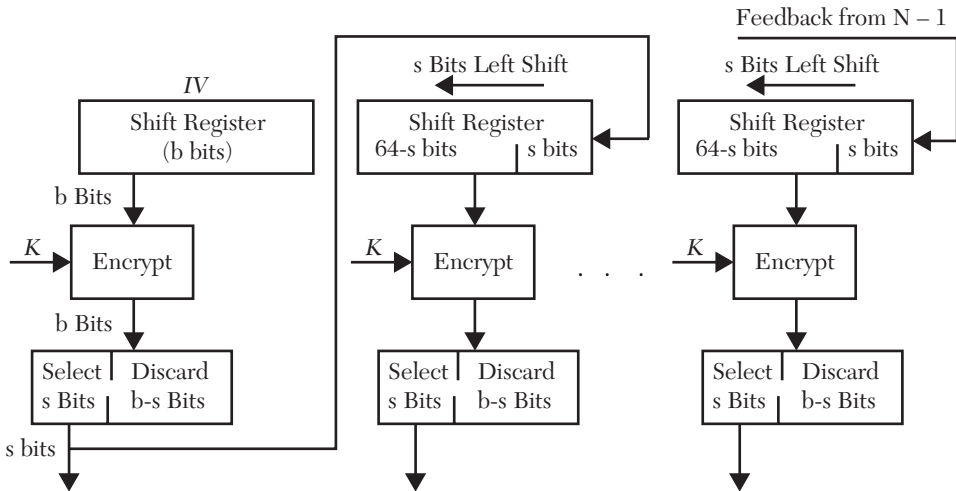 Feedback from N – 1
s Bits Left Shift
s Bits Left Shift
IV
Shift Register
(b bits)
Shift Register
64-s bits
s bits
Shift Register
64-s bits
s bits
b Bits
K
Encrypt
K
Encrypt
. . .
K
Encrypt
b Bits
Select
s Bits
Discard
b-s Bits
Select
s Bits
Discard
b-s Bits
Select
s Bits
Discard
b-s Bits
s bits